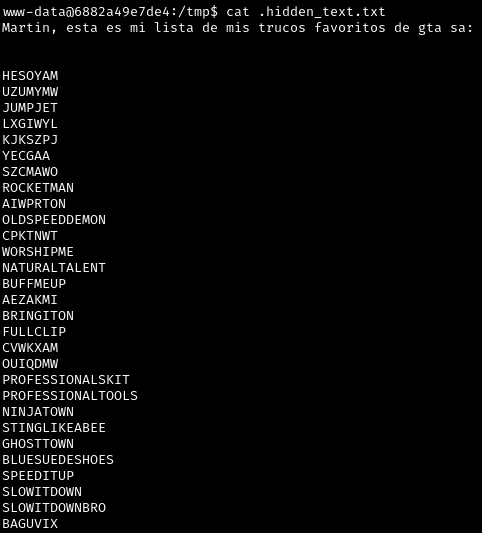 www-data@6882a49e7de4:/tmp$ cat .hidden_text.txt
Martin, esta es mi lista de mis trucos favoritos de gta sa:
HESOYAM
UZUMYMW
JUMPJET
LXGIWYL
KJKSZPJ
YECGAA
SZCMAWO
ROCKETMAN
AIWPRTON
OLDSPEEDDEMON
CPKTNWT
WORSHIPME
NATURALTALENT
BUFFMEUP
AEZAKMI
BRINGITON
FULLCLIP
CVWKXAM
OUIQDMW
PROFESSIONALSKIT
PROFESSIONALTOOLS
NINJATOWN
STINGLIKEABEE
GHOSTTOWN
BLUESUEDESHOES
SPEEDITUP
SLOWITDOWN
SLOWITDOWNBRO
BAGUVIX